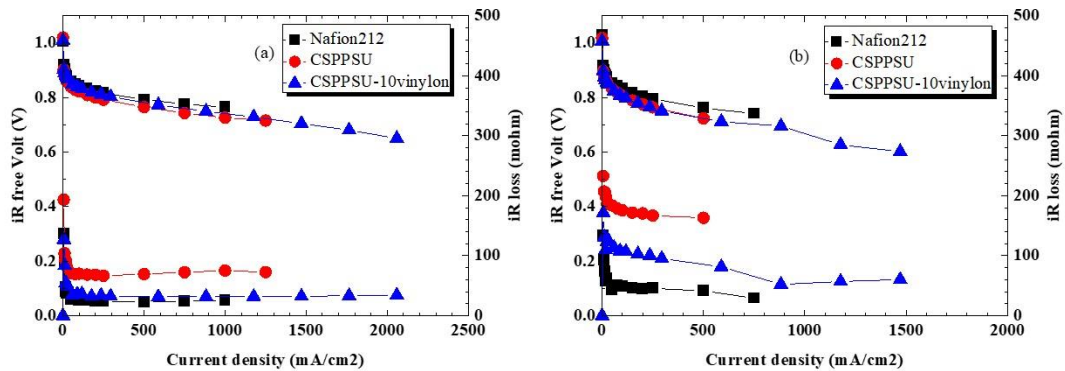 (a)
Nafion212
CSPPSU
CSPPSU-10vinylon
iR free Volt (V)
1.0
0.8
0.6
0.4
0.2
0.0
iR loss (mohm)
500
400
300
200
100
0
0 500 1000 1500 2000 2500
Current density (mA/cm2)
(b)
Nafion212
CSPPSU
CSPPSU-10vinylon
iR free Volt (V)
1.0
0.8
0.6
0.4
0.2
0.0
iR loss (mohm)
500
400
300
200
100
0
0 500 1000 1500 2000
Current density (mA/cm2)